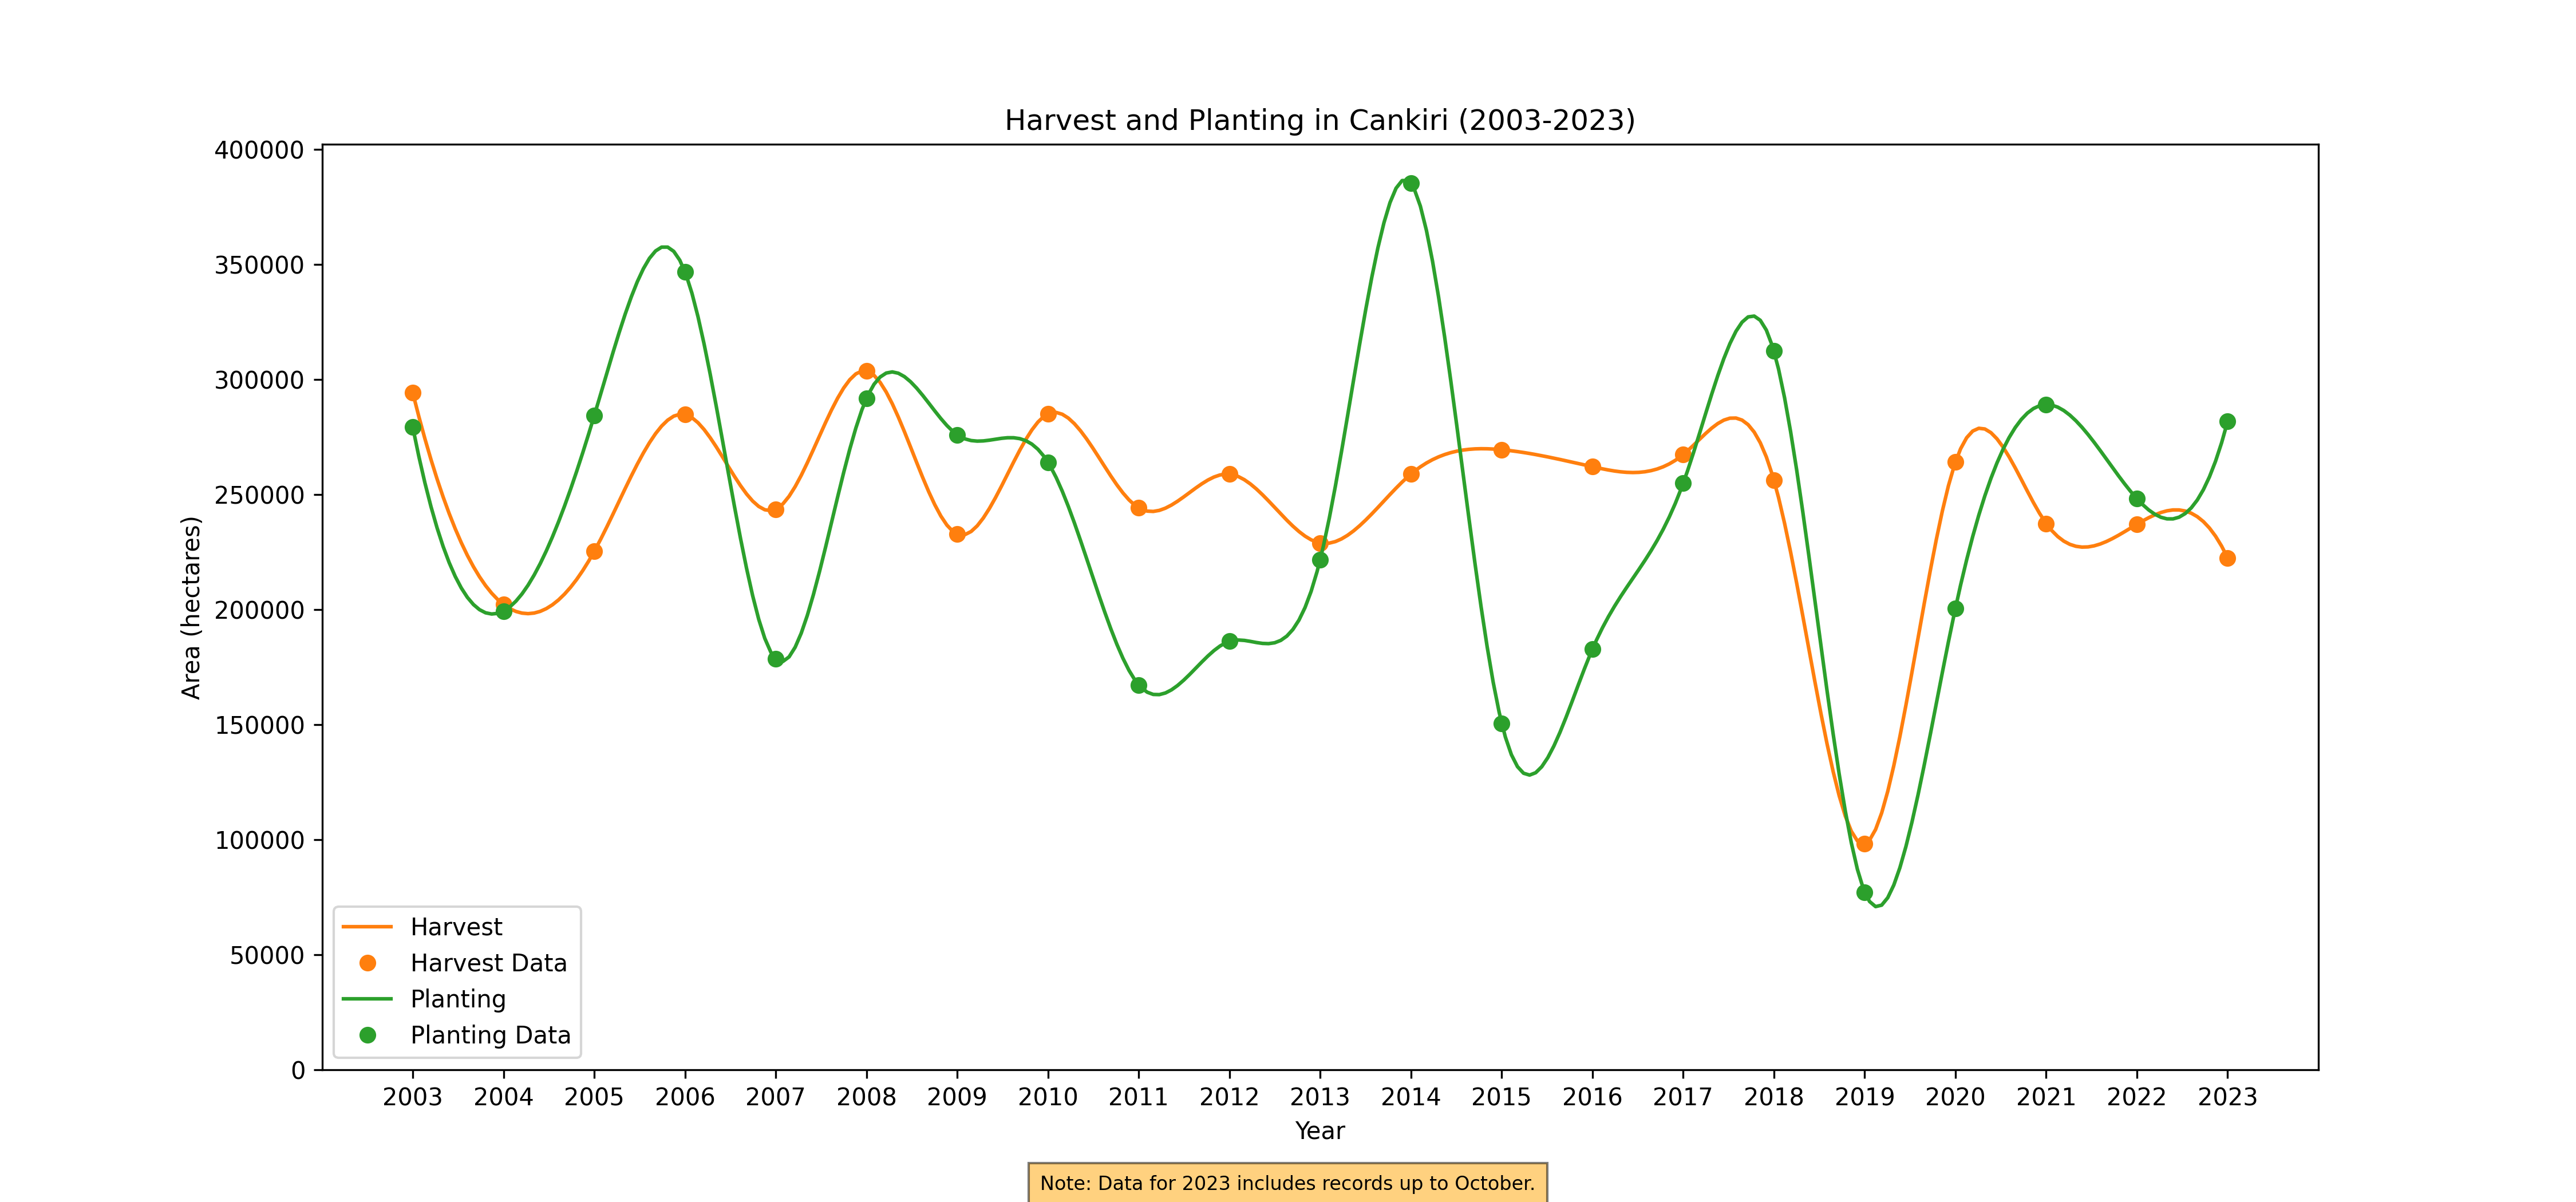 Harvest and Planting in Cankiri (2003-2023)
400000
350000
300000
250000
200000
150000
100000
50000
0
Area (hectares)
Harvest
Harvest Data
Planting
Planting Data
2003 2004 2005 2006 2007 2008 2009 2010 2011 2012 2013 2014 2015 2016 2017 2018 2019 2020 2021 2022 2023
Year
Note: Data for 2023 includes records up to October.